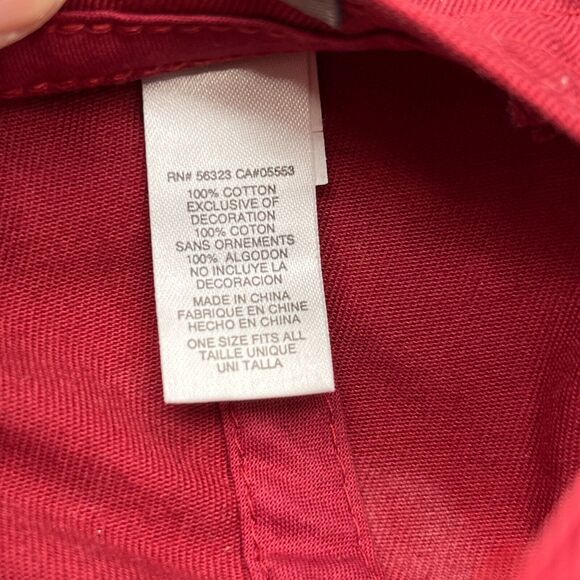 RN# 56323 CA#05553
100% COTTON
EXCLUSIVE OF
DECORATION
100% COTON
SANS ORNEMENTS
100% ALGODON
NO INCLUYE LA
DECORACION
MADE IN CHINA
FABRIQUE EN CHINE
HECHO EN CHINA
ONE SIZE FITS ALL
TAILLE UNIQUE
UNI TALLA